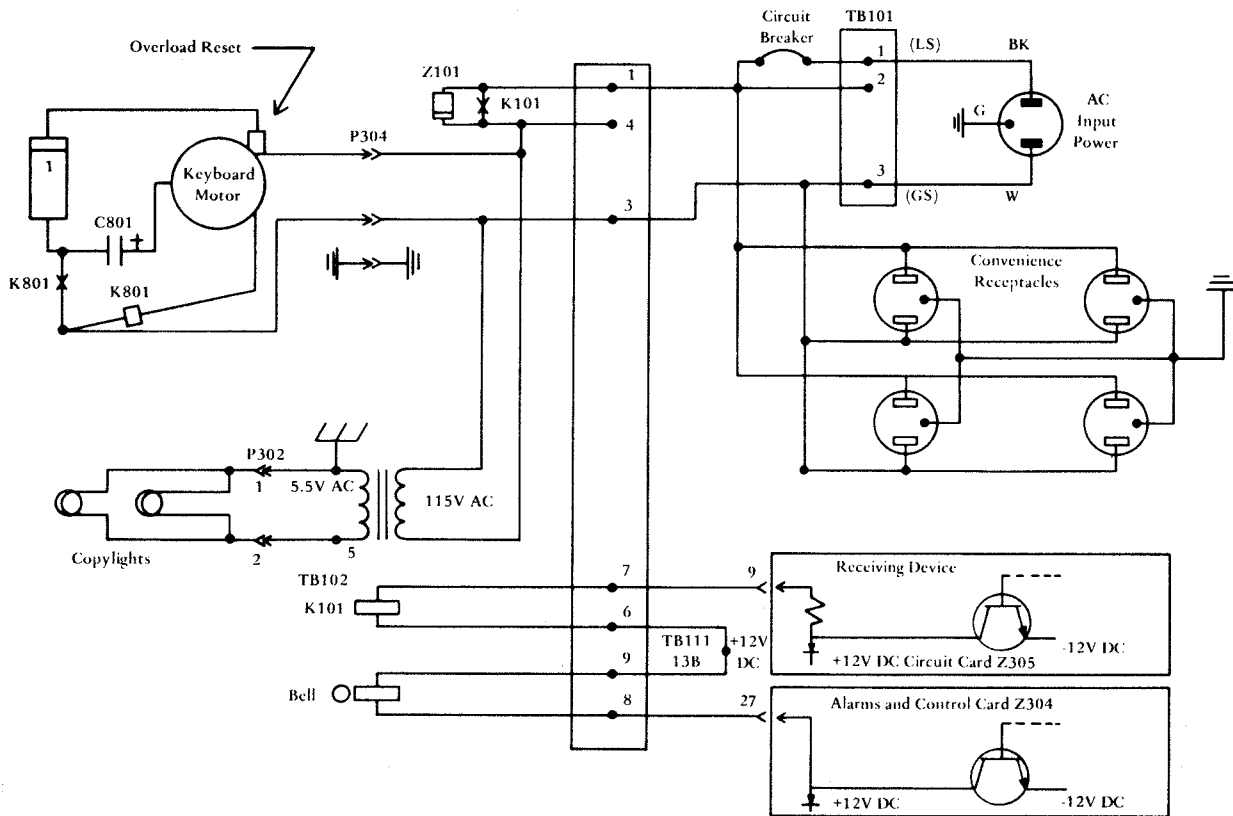 Circuit
Breaker
TB101
(LS)
BK
1
2
3
(GS)
W
G
AC
Input
Power
Overload Reset
Z101
K101
1
4
3
P304
Keyboard
Motor
1
C801
+
K801
K801
Convenience
Receptacles
P302
1
5.5V AC
115V AC
2
5
Copylights
TB102
K101
7
6
9
8
TB111
13B
+12V
DC
Bell
9
Receiving Device
-12V DC
+12V DC Circuit Card Z305
27
Alarms and Control Card Z304
+12V DC
-12V DC